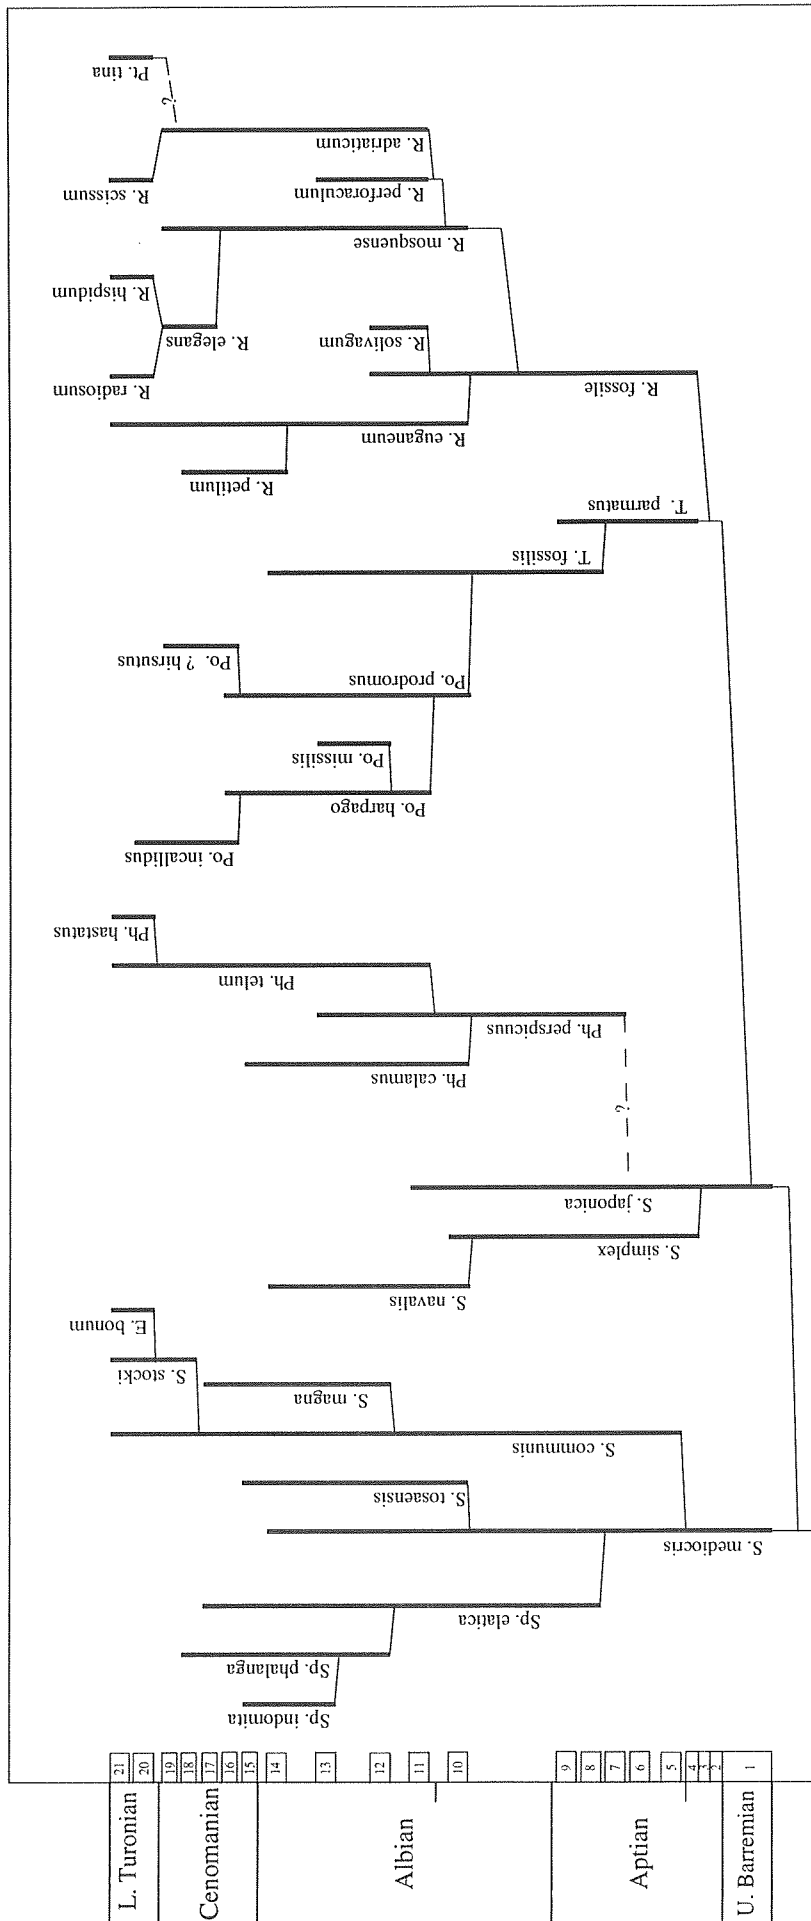 Pt. tina
?
R. adriaticum
R. scissum
R. perforaculum
R. mosquense
R. hispidum
R. elegans
R. solivagum
R. radiosum
R. fossile
R. euganeum
R. petilum
T. parmatus
T. fossilis
Po. ? hirsutus
Po. prodromus
Po. missilis
Po. harpago
Po. incallidus
Ph. hastatus
Ph. telum
Ph. perspicuus
Ph. calamus
?
S. japonica
S. simplex
S. navalis
E. bonum
S. stocki
S. magna
S. communis
S. tosaensis
S. mediocris
Sp. elatica
Sp. phalanga
Sp. indomita
21
20
19
18
17
16
15
14
13
12
11
10
9
8
7
6
5
4
3
2
1
L. Turonian
Cenomanian
Albian
Aptian
U. Barremian